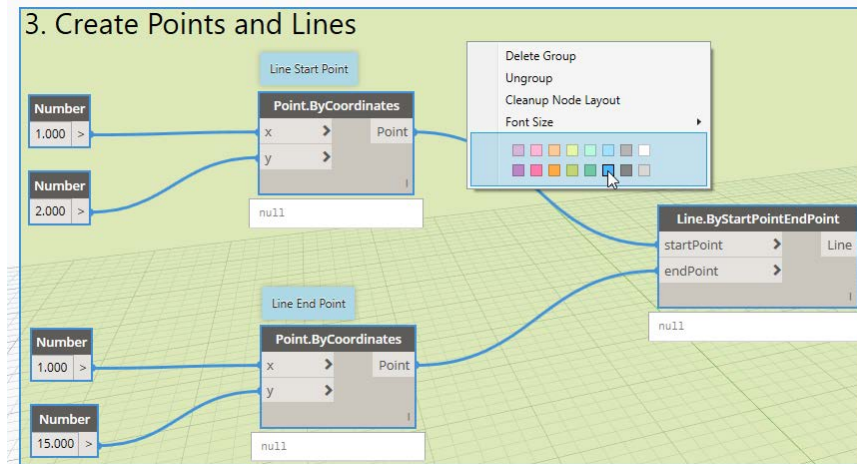 3. Create Points and Lines
Line Start Point
Number
1.000 >
Point.ByCoordinates
x > Point
y >
Number
2.000 >
null
Delete Group
Ungroup
Cleanup Node Layout
Font Size
Line.ByStartPointEndPoint
startPoint > Line
endPoint >
null
Line End Point
Number
1.000 >
Point.ByCoordinates
x > Point
y >
Number
15.000 >
null